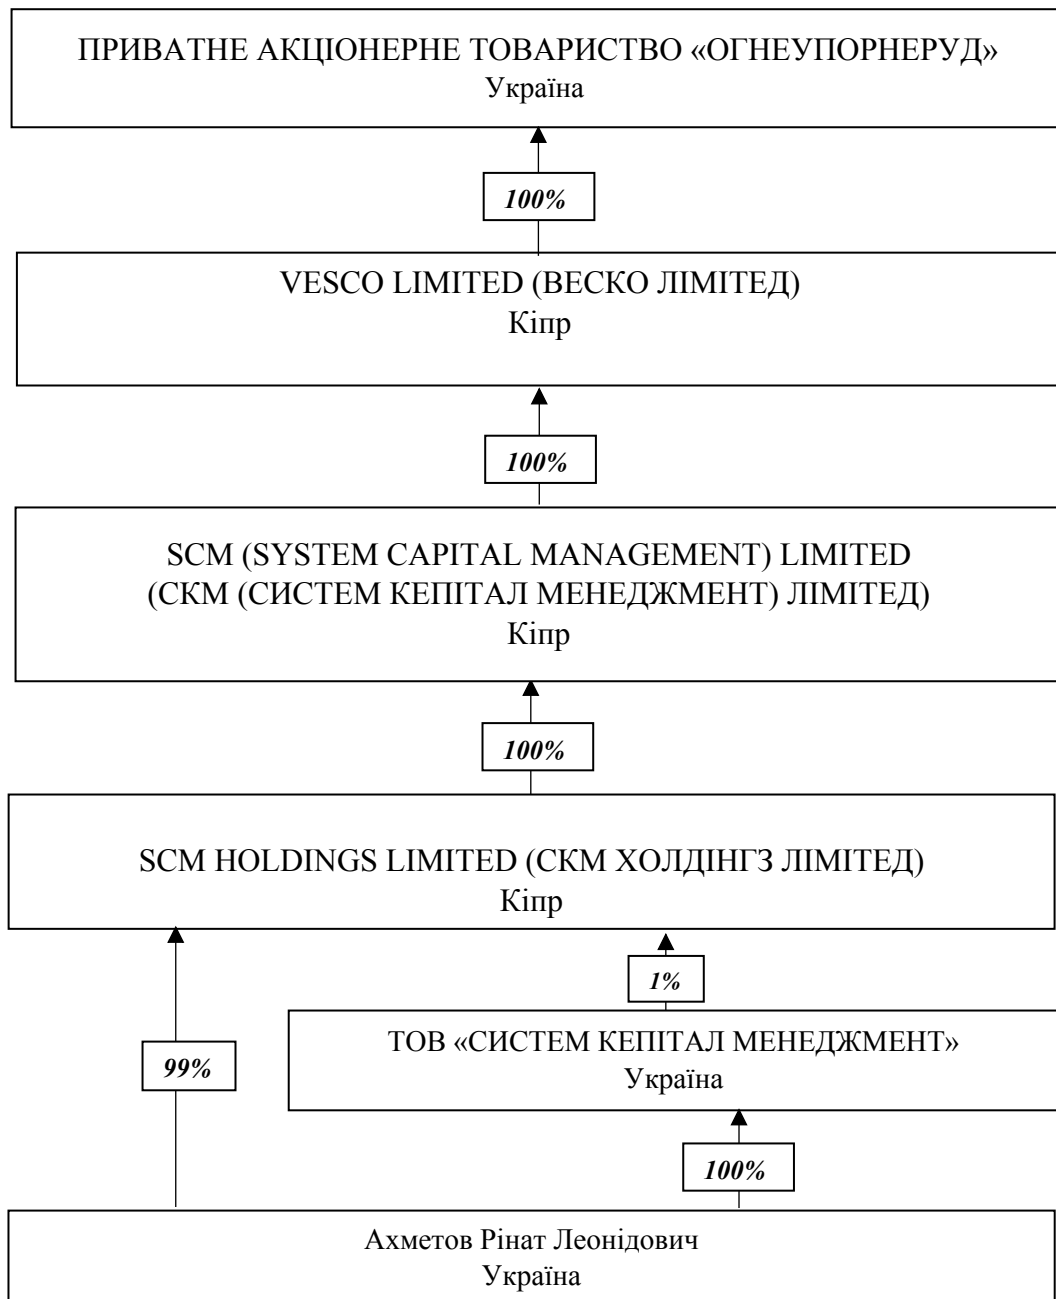 ПРИВАТНЕ АКЦІОНЕРНЕ ТОВАРИСТВО «ОГНЕУПОРНЕРУД»
Україна
100%
VESCO LIMITED (ВЕСКО ЛІМІТЕД)
Кіпр
100%
SCM (SYSTEM CAPITAL MANAGEMENT) LIMITED
(СКМ (СИСТЕМ КЕПІТАЛ МЕНЕДЖМЕНТ) ЛІМІТЕД)
Кіпр
100%
SCM HOLDINGS LIMITED (СКМ ХОЛДІНГЗ ЛІМІТЕД)
Кіпр
1%
ТОВ «СИСТЕМ КЕПІТАЛ МЕНЕДЖМЕНТ»
Україна
99%
100%
Ахметов Рінат Леонідович
Україна